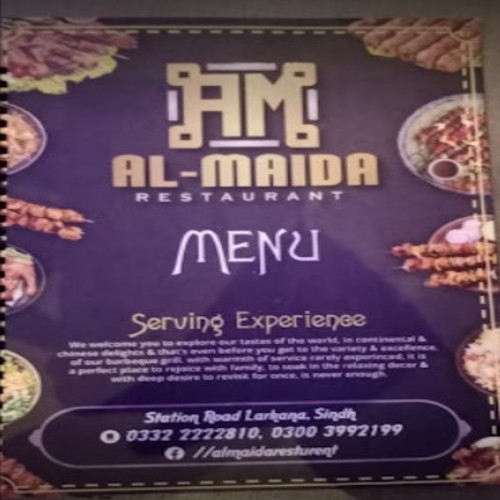 AM
AL-MAIDA
RESTAURANT
MENU
Serving Experience
We welcome you to explore our tastes of the world, in continental &
chinese delights & that's even before you get to the variety & excellence.
of our barbeque grill. with warmth of service rarely experinced, it is
a perfect place to rejoice with family, to soak in the relaxing decor &
with deep desire to revisit for once, is never enough.
Station Road Larkana, Sindh
0332 2222810, 0300 3992199
//almaidaresturent